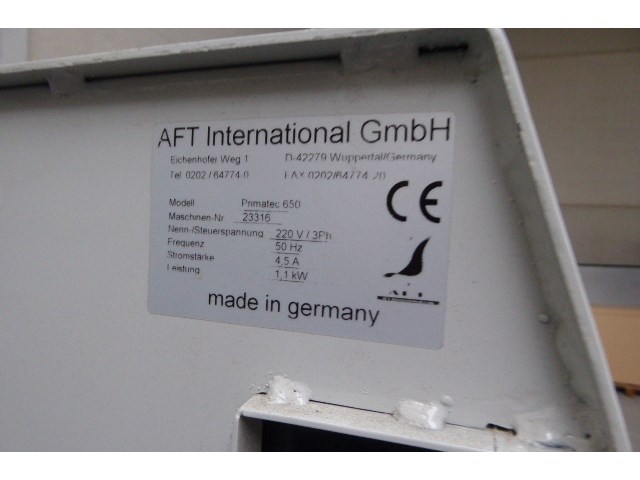 AFT International GmbH
Eichenhofer Weg 1 D-42279 Wuppertal/Germany
Tel. 0202 / 64774-0 FAX 0202/64774-20
CE
Modell Primatec 650
Maschinen-Nr 23316
Nenn-/Steuerspannung 220 V / 3Ph
Frequenz 50 Hz
Stromstärke 4,5 A
Leistung 1,1 kW
AFT
made in germany